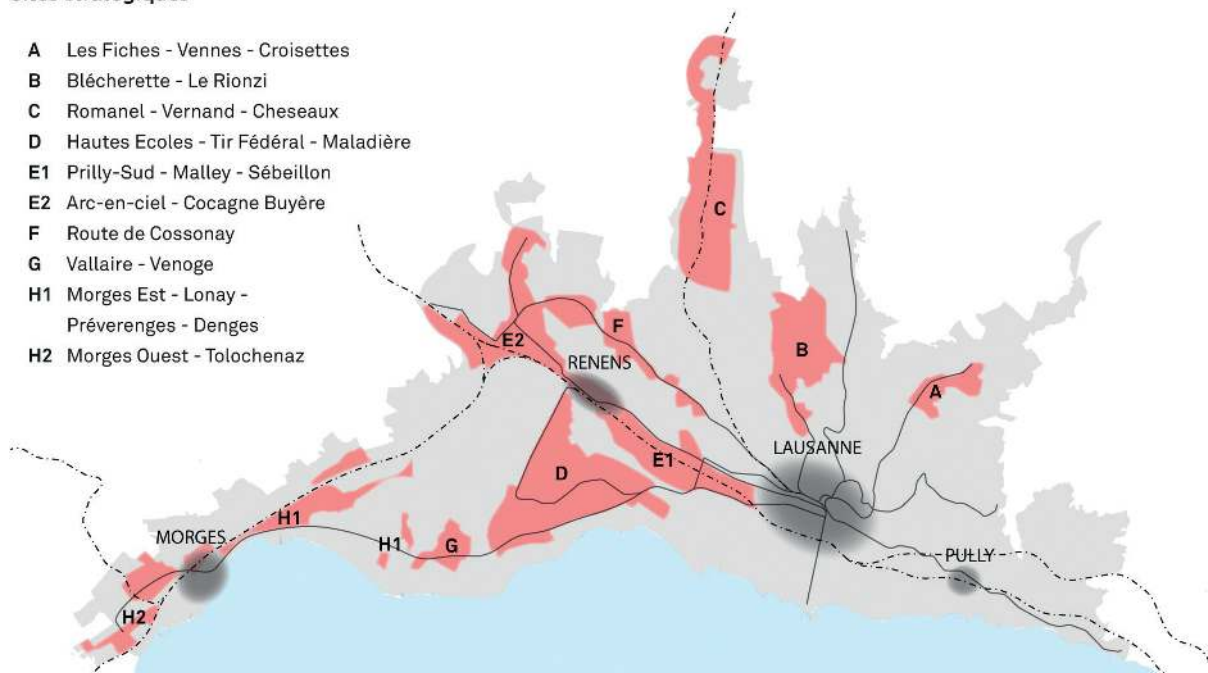 A Les Fiches - Vennes - Croisettes
B Blécherette - Le Rionzi
C Romanel - Vernand - Cheseaux
D Hautes Ecoles - Tir Fédéral - Maladière
E1 Prilly-Sud - Malley - Sébeillon
E2 Arc-en-ciel - Cocagne Buyère
F Route de Cossonay
G Vallaire - Venoge
H1 Morges Est - Lonay -
Préverenges - Denges
H2 Morges Ouest - Tolochenaz
C
F
E2
B
RENENS
A
LAUSANNE
E1
D
H1
MORGES
H1
G
PULLY
H2